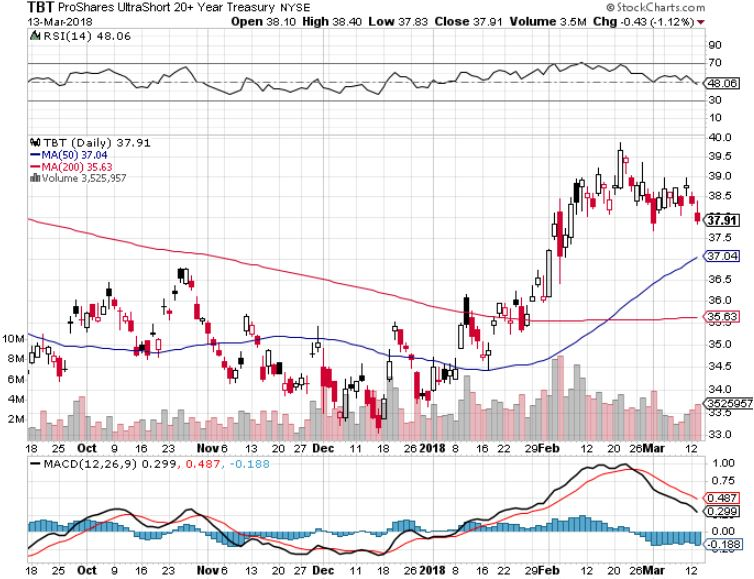 TBT ProShares UltraShort 20+ Year Treasury NYSE © StockCharts.com
13-Mar-2018 Open 38.10 High 38.40 Low 37.83 Close 37.91 Volume 3.5M Chg -0.43 (-1.12%)
RSI(14) 48.06
90
70
48.06
30
10
TBT (Daily) 37.91
MA(50) 37.04
MA(200) 35.63
Volume 3,525,957
40.0
39.5
39.0
38.5
37.91
37.5
37.04
36.5
36.0
35.63
35.0
34.5
34.0
3525957
33.5
33.0
10M
8M
6M
4M
2M
18 25 Oct 9 16 23 Nov 6 13 20 27 Dec 11 18 26 2018 8 16 22 29 Feb 12 20 26 Mar 12
MACD(12,26,9) 0.299, 0.487, -0.188
1.00
0.75
0.487
0.299
0.00
-0.188
18 25 Oct 9 16 23 Nov 6 13 20 27 Dec 11 18 26 2018 8 16 22 29 Feb 12 20 26 Mar 12